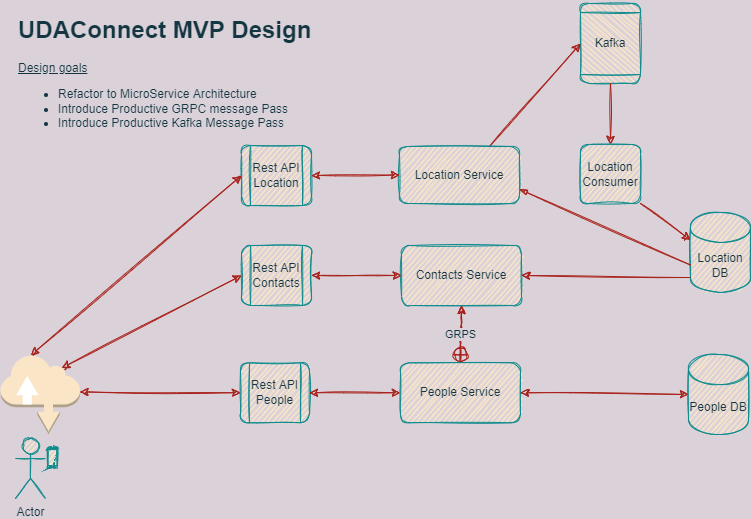 UDAConnect MVP Design
Design goals
Refactor to MicroService Architecture
Introduce Productive GRPC message Pass
Introduce Productive Kafka Message Pass
Kafka
Rest API
Location
Location Service
Location
Consumer
Location
DB
Rest API
Contacts
Contacts Service
GRPS
Rest API
People
People Service
People DB
Actor